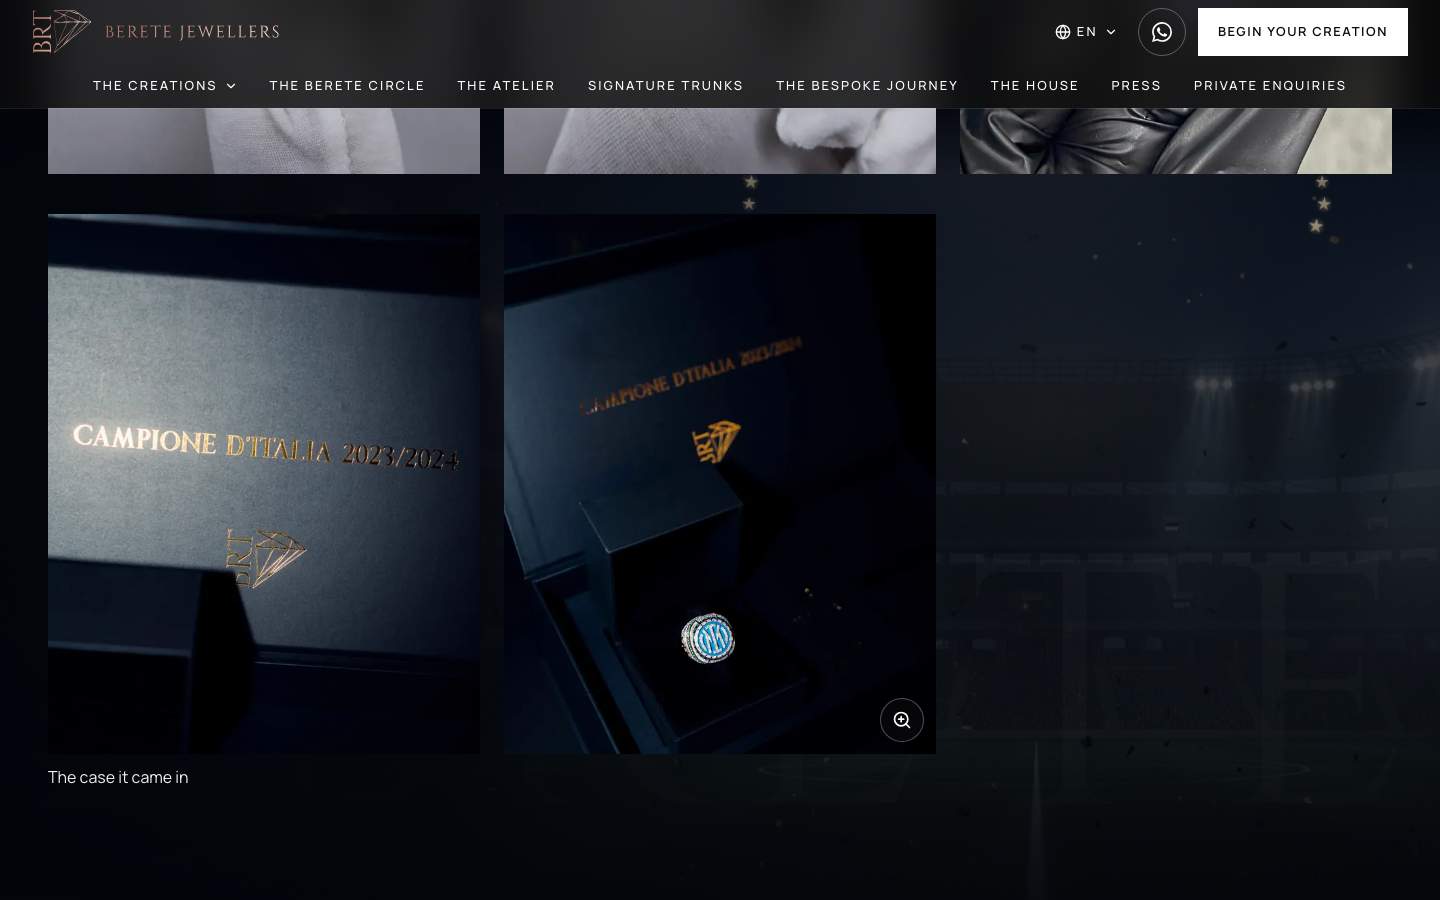 BRT
BERETE JEWELLERS
EN
BEGIN YOUR CREATION
THE CREATIONS
THE BERETE CIRCLE
THE ATELIER
SIGNATURE TRUNKS
THE BESPOKE JOURNEY
THE HOUSE
PRESS
PRIVATE ENQUIRIES
CAMPIONE D'ITALIA 2023/2024
BRT
CAMPIONE D'ITALIA 2023/2024
BRT
The case it came in